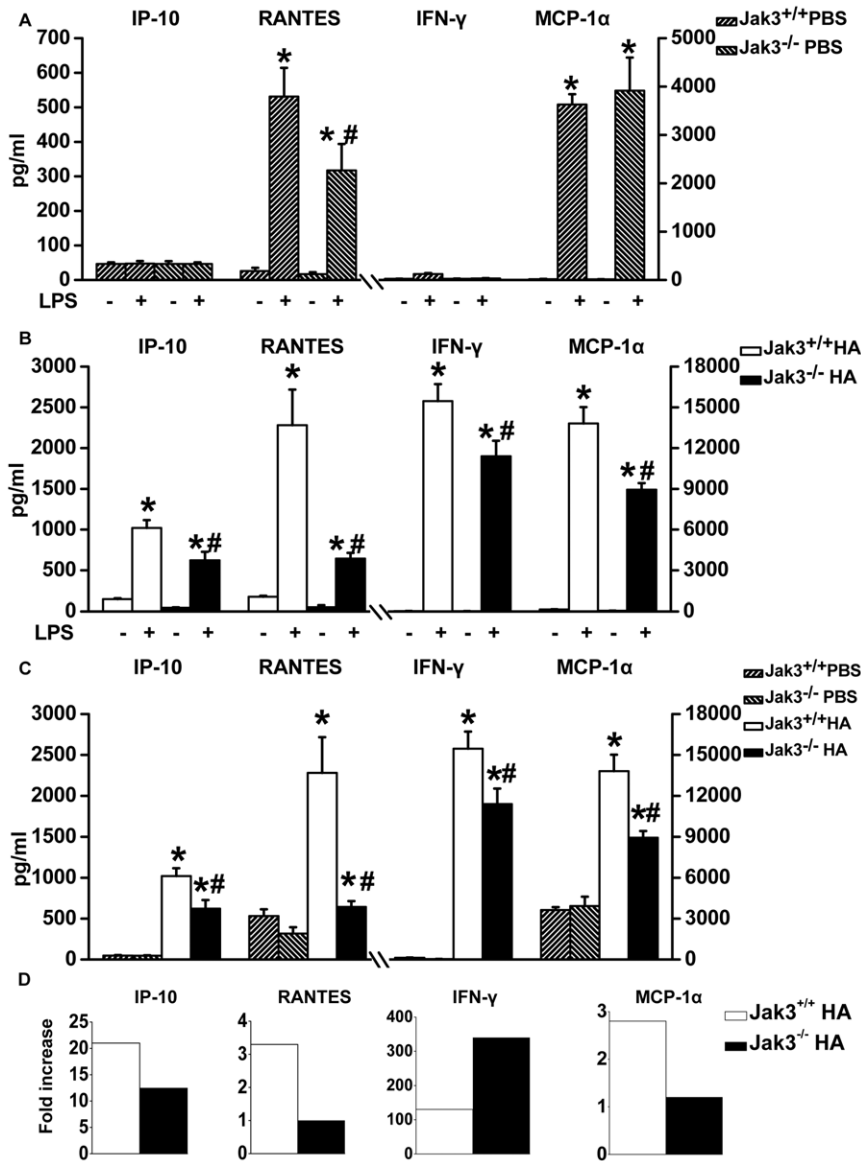 A
IP-10 RANTES IFN-γ MCP-1α
Jak3+/+PBS
Jak3-/- PBS
700 5000
600
4000
500
400 3000
300
2000
200
1000
100
0 0
pg/ml
* * # * *
LPS - + - + - + - + - + - + - + - +
B
IP-10 RANTES IFN-γ MCP-1α
Jak3+/+HA
Jak3-/- HA
3000 18000
2500 15000
2000 12000
1500 9000
1000 6000
500 3000
0 0
pg/ml
* *# * *# * *# * *#
LPS - + - + - + - + - + - + - + - +
C
IP-10 RANTES IFN-γ MCP-1α
Jak3+/+PBS
Jak3-/- PBS
Jak3+/+HA
Jak3-/- HA
3000 18000
2500 15000
2000 12000
1500 9000
1000 6000
500 3000
0 0
pg/ml
* *# * *# * *# * *#
D
IP-10 RANTES IFN-γ MCP-1α
Jak3+/+ HA
Jak3-/- HA
Fold increase
25 20 15 10 5 0
4 3 2 1 0
400 300 200 100 0
3 2 1 0